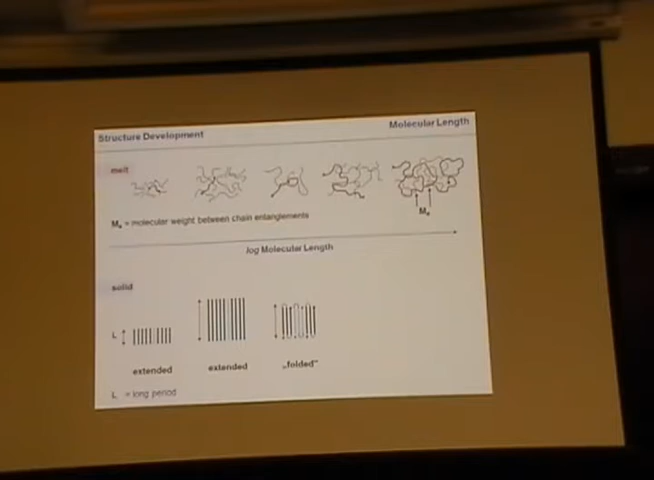 Structure Development
Molecular Length
melt
Me
Me = molecular weight between chain entanglements
log Molecular Length
solid
L
extended
extended
„folded“
L = long period